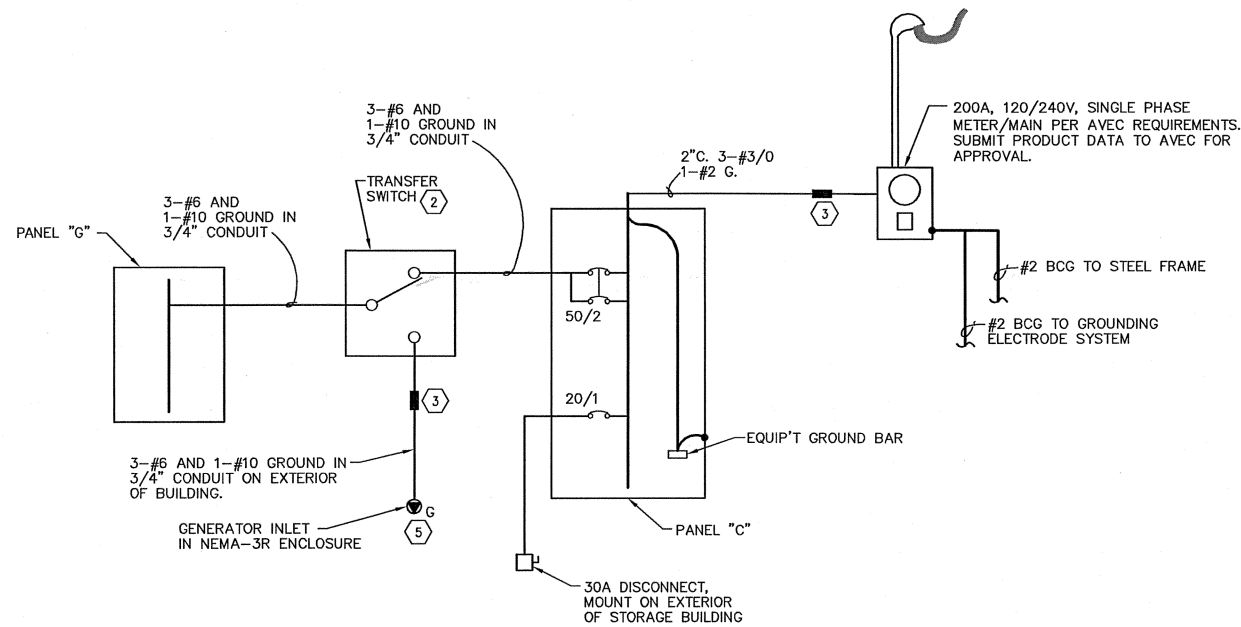 200A, 120/240V, SINGLE PHASE
METER/MAIN PER AVEC REQUIREMENTS.
SUBMIT PRODUCT DATA TO AVEC FOR
APPROVAL.
3-#6 AND
1-#10 GROUND IN
3/4" CONDUIT
2"C. 3-#3/0
1-#2 G.
3
TRANSFER
SWITCH
2
3-#6 AND
1-#10 GROUND IN
3/4" CONDUIT
PANEL "G"
#2 BCG TO STEEL FRAME
#2 BCG TO GROUNDING
ELECTRODE SYSTEM
50/2
20/1
3
EQUIP'T GROUND BAR
3-#6 AND 1-#10 GROUND IN
3/4" CONDUIT ON EXTERIOR
OF BUILDING.
G
5
GENERATOR INLET
IN NEMA-3R ENCLOSURE
PANEL "C"
30A DISCONNECT,
MOUNT ON EXTERIOR
OF STORAGE BUILDING